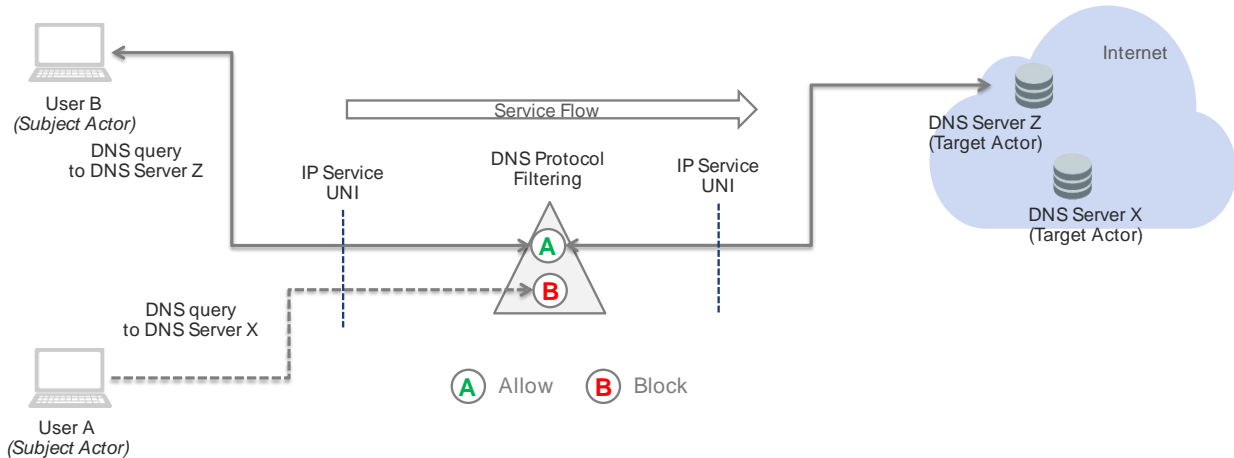 User B
(Subject Actor)
DNS query
to DNS Server Z
Service Flow
IP Service
UNI
DNS Protocol
Filtering
IP Service
UNI
Internet
DNS Server Z
(Target Actor)
DNS Server X
(Target Actor)
A
B
DNS query
to DNS Server X
User A
(Subject Actor)
A Allow
B Block